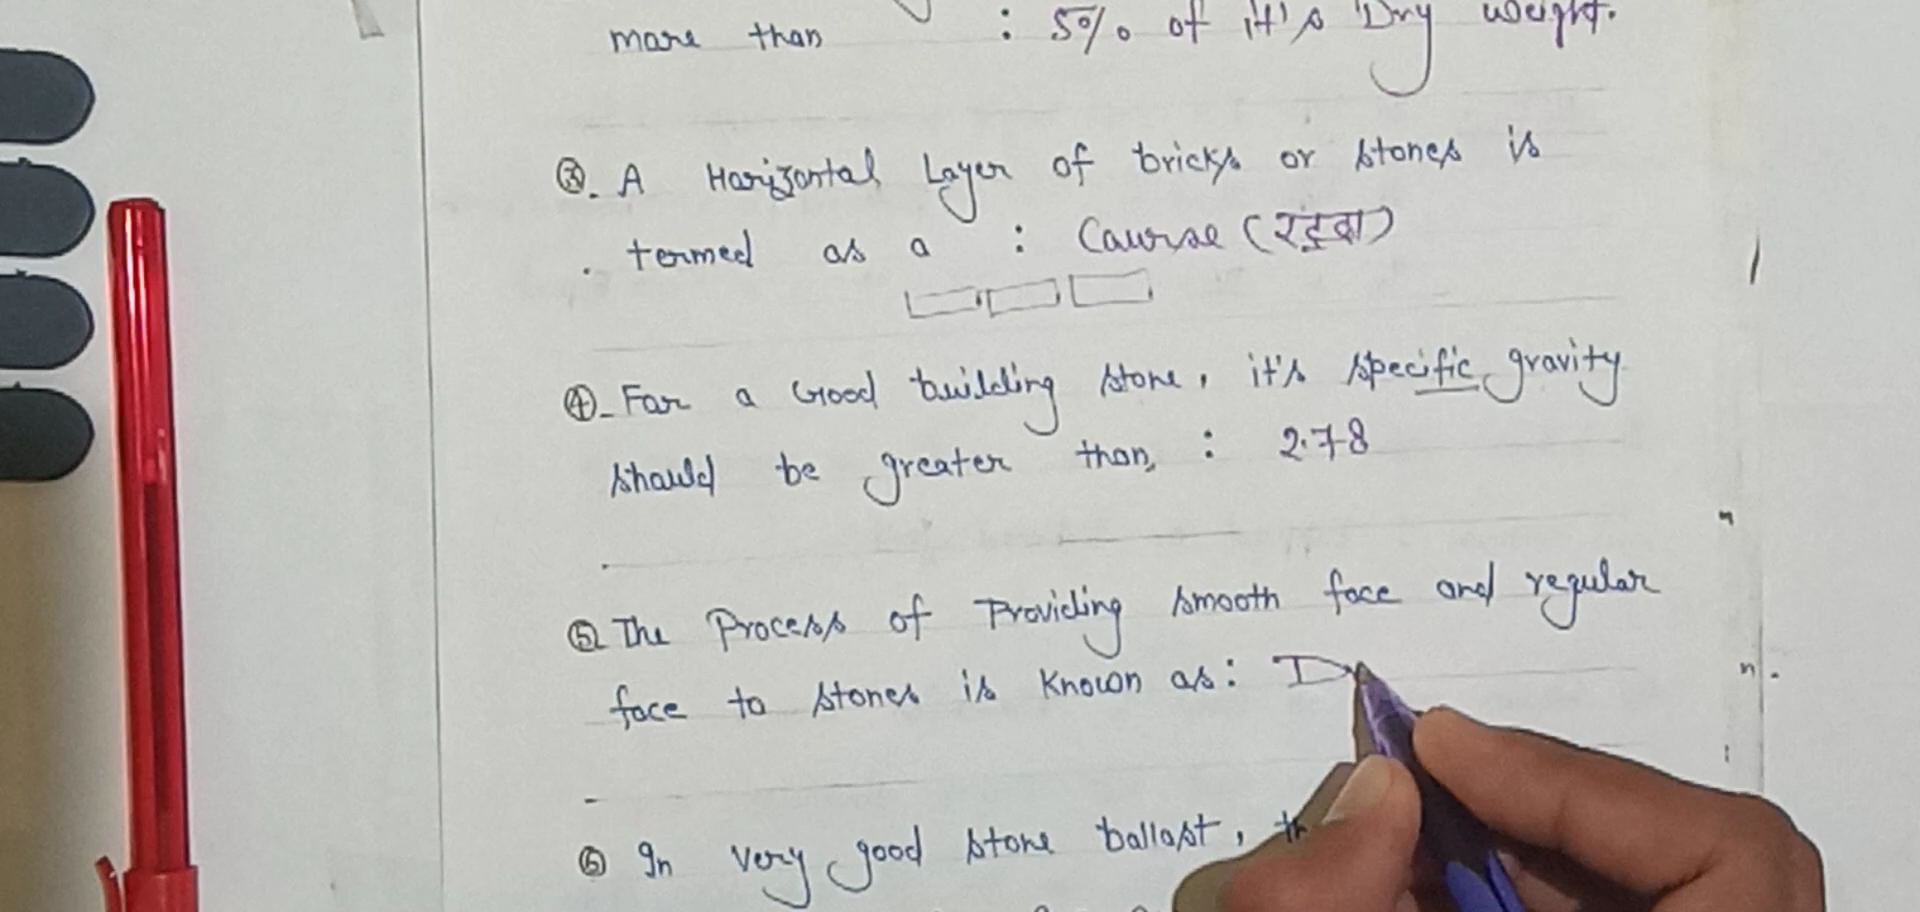 more than : 5% of it's Dry weight.
③. A Horizontal Layer of bricks or stones is
termed as a : Course (रद्दा)
④- For a Good building stone, it's specific gravity
should be greater than, : 2.78
⑤ The Process of Providing smooth face and regular
face to stones is known as: D
⑥ In very good stone ballast,